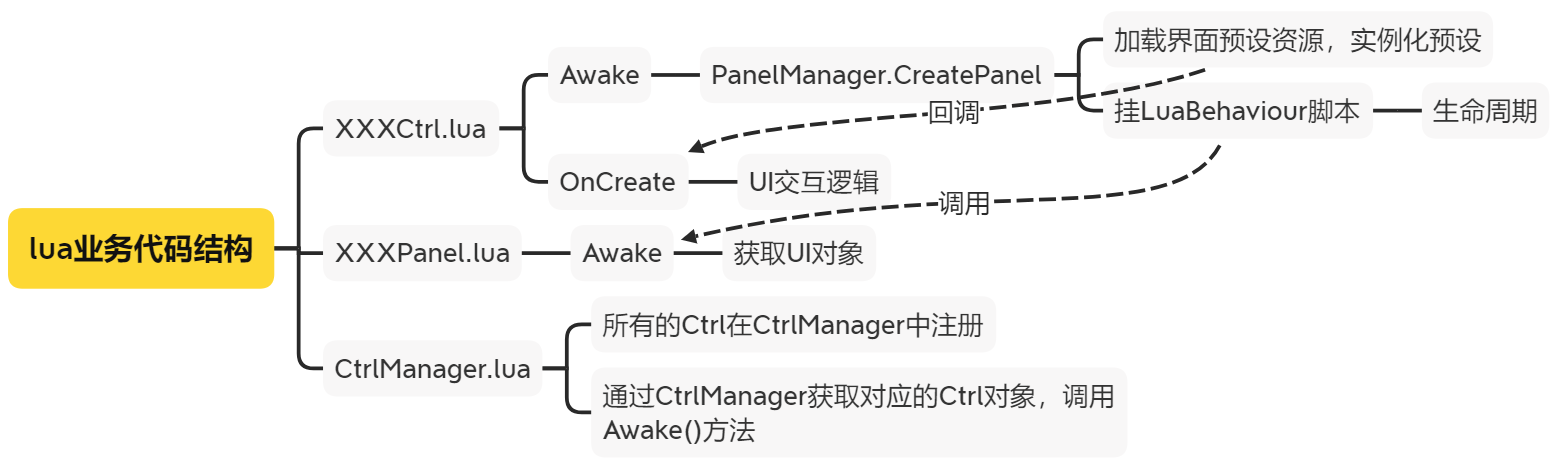 lua业务代码结构
XXXCtrl.lua
Awake
PanelManager.CreatePanel
加载界面预设资源，实例化预设
挂LuaBehaviour脚本
生命周期
回调
OnCreate
UI交互逻辑
调用
XXXPanel.lua
Awake
获取UI对象
CtrlManager.lua
所有的Ctrl在CtrlManager中注册
通过CtrlManager获取对应的Ctrl对象，调用
Awake()方法